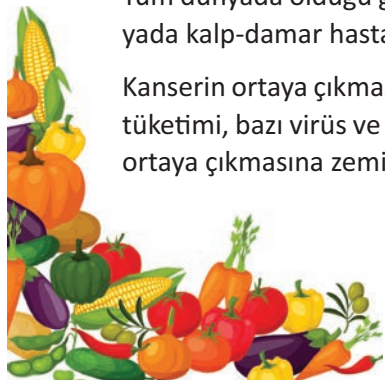 Tüm dünyada olduğu g
yada kalp-damar hasta
Kanserin ortaya çıkma
tüketimi, bazı virüs ve
ortaya çıkmasına zemi